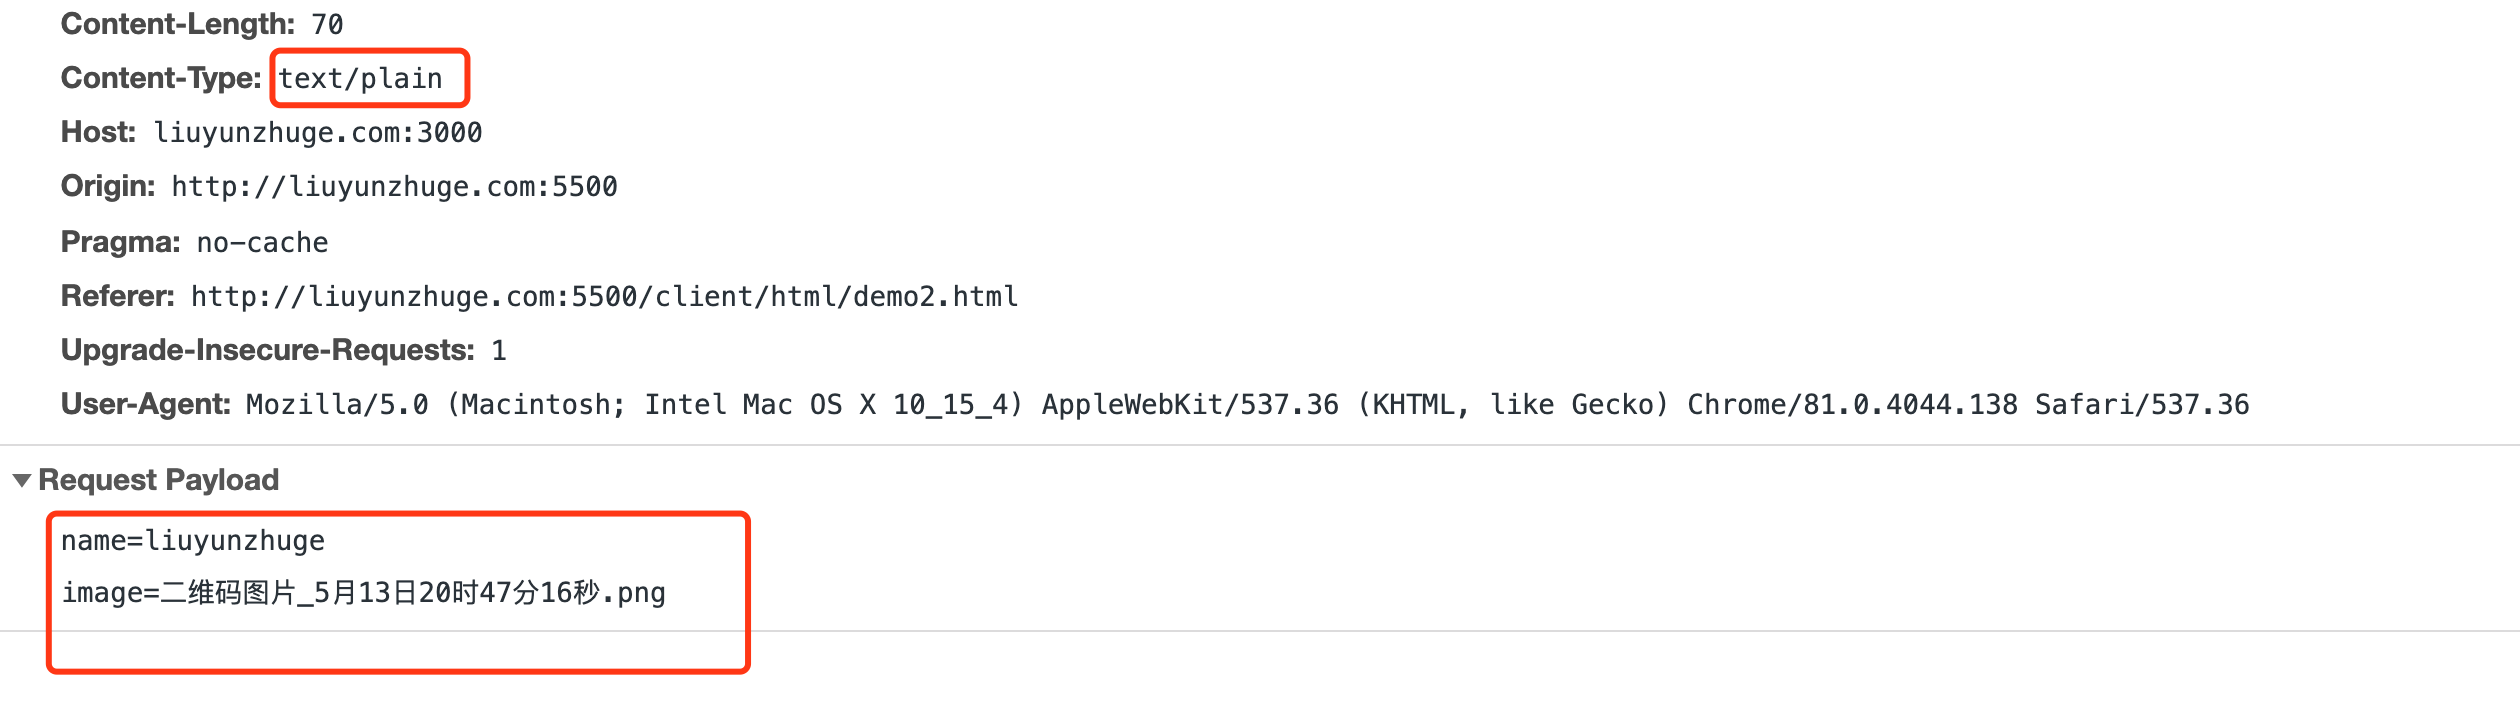 Content-Length: 70
Content-Type: text/plain
Host: liuyunzhuge.com:3000
Origin: http://liuyunzhuge.com:5500
Pragma: no-cache
Referer: http://liuyunzhuge.com:5500/client/html/demo2.html
Upgrade-Insecure-Requests: 1
User-Agent: Mozilla/5.0 (Macintosh; Intel Mac OS X 10_15_4) AppleWebKit/537.36 (KHTML, like Gecko) Chrome/81.0.4044.138 Safari/537.36
Request Payload
name=liuyunzhuge
image=二维码图片_5月13日20时47分16秒.png